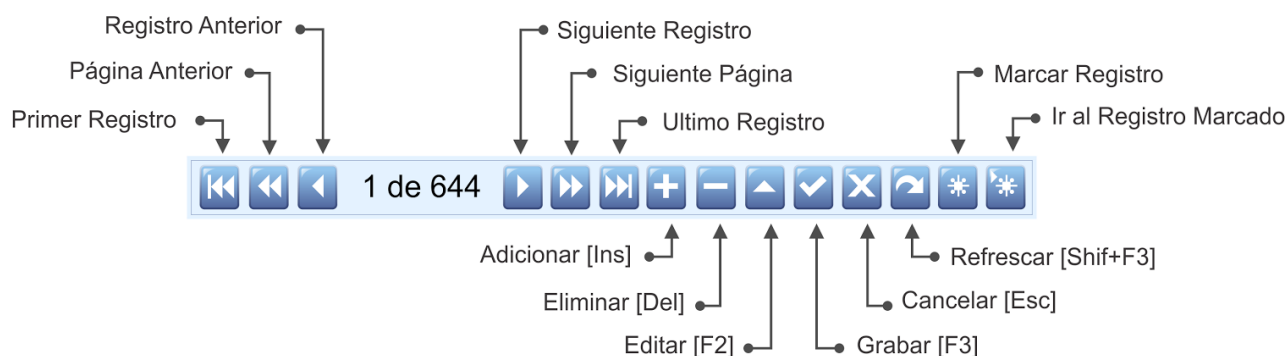 Registro Anterior
Siguiente Registro
Página Anterior
Siguiente Página
Marcar Registro
Primer Registro
Ultimo Registro
Ir al Registro Marcado
1 de 644
Adicionar [Ins]
Refrescar [Shif+F3]
Eliminar [Del]
Cancelar [Esc]
Editar [F2]
Grabar [F3]